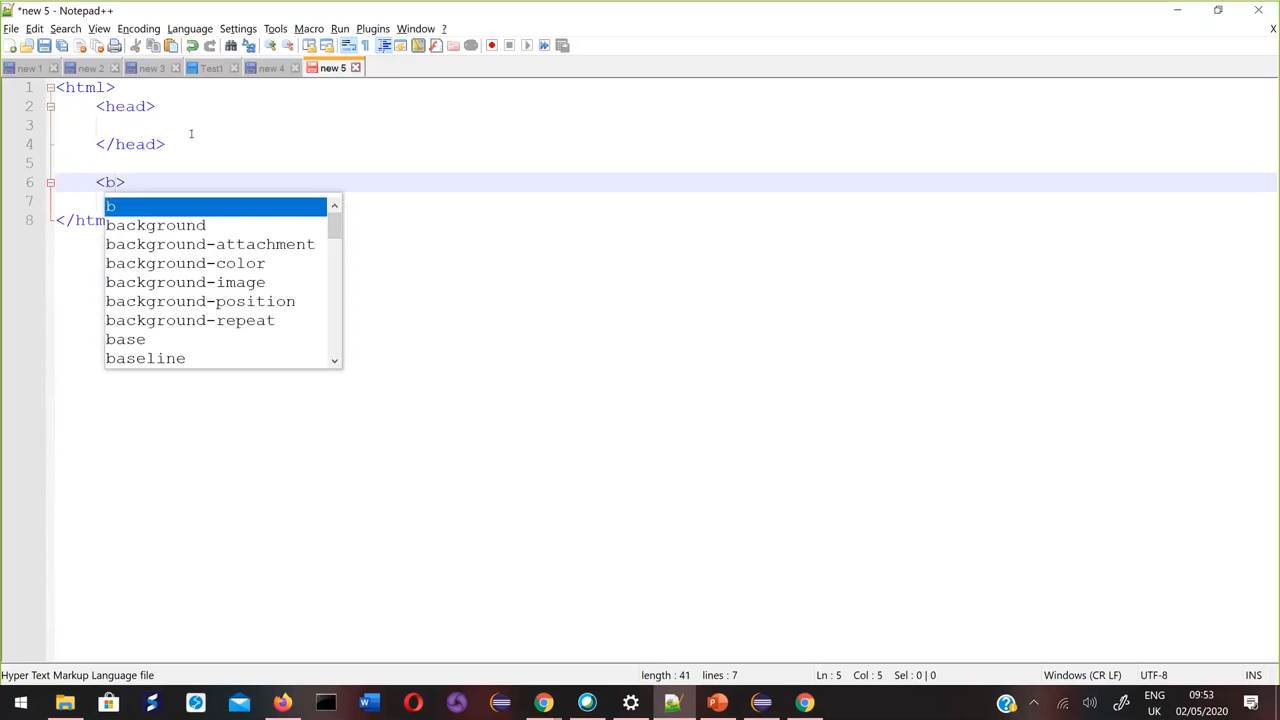 *new 5 - Notepad++
File Edit Search View Encoding Language Settings Tools Macro Run Plugins Window ? X
new 1 new 2 new 3 Test1 new 4 new 5
1 <html>
2 <head>
3
4 </head>
5
6 <b>
7
8 </htm
b
background
background-attachment
background-color
background-image
background-position
background-repeat
base
baseline
Hyper Text Markup Language file length : 41 lines : 7 Ln : 5 Col : 5 Sel : 0 | 0 Windows (CR LF) UTF-8 INS
ENG 09:53
UK 02/05/2020